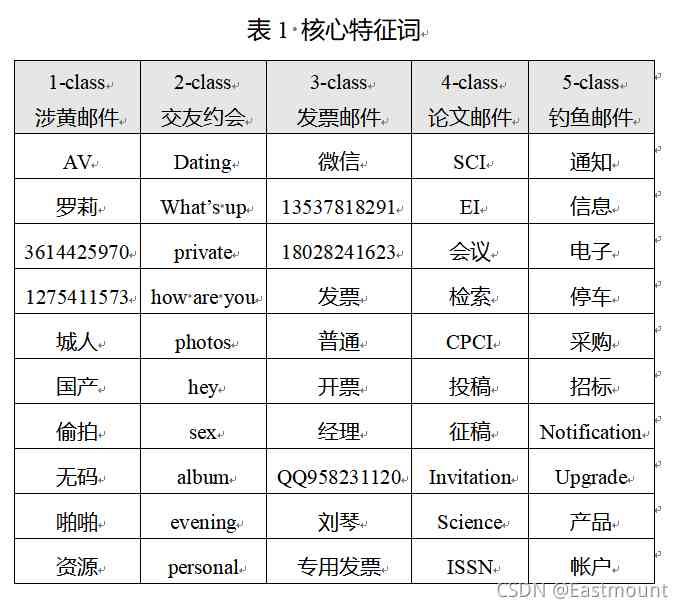 表 1 核心特征词
1-class 2-class 3-class 4-class 5-class
涉黄邮件 交友约会 发票邮件 论文邮件 钓鱼邮件
AV Dating 微信 SCI 通知
罗莉 What's up 13537818291 EI 信息
3614425970 private 18028241623 会议 电子
1275411573 how are you 发票 检索 停车
城人 photos 普通 CPCI 采购
国产 hey 开票 投稿 招标
偷拍 sex 经理 征稿 Notification
无码 album QQ958231120 Invitation Upgrade
啪啪 evening 刘琴 Science 产品
资源 personal 专用发票 ISSN 帐户
CSDN @Eastmount